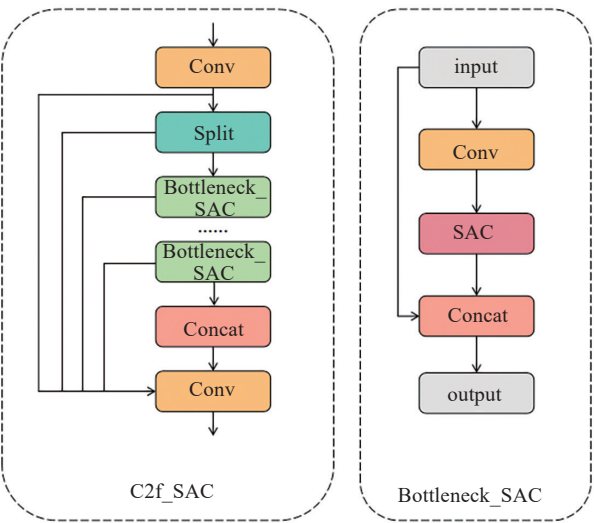 Conv
Split
Bottleneck_
SAC
......
Bottleneck_
SAC
Concat
Conv
C2f_SAC
input
Conv
SAC
Concat
output
Bottleneck_SAC